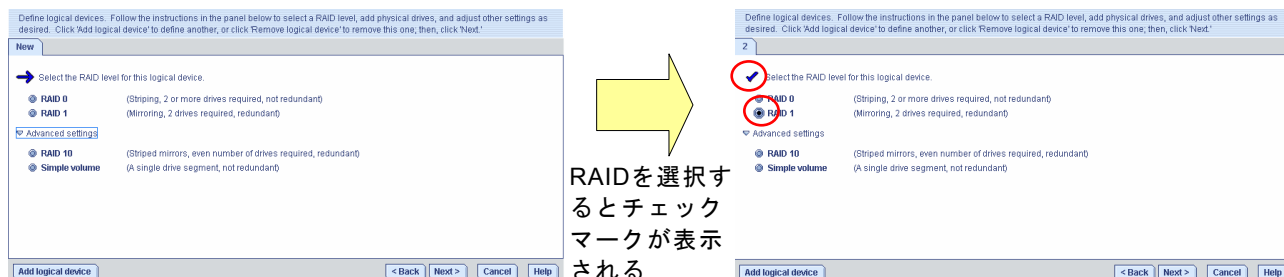 Define logical devices.  Follow the instructions in the panel below to select a RAID level, add physical drives, and adjust other settings as
desired.  Click 'Add logical device' to define another, or click 'Remove logical device' to remove this one; then, click 'Next.'
New
Select the RAID level for this logical device.
RAID 0 (Striping, 2 or more drives required, not redundant)
RAID 1 (Mirroring, 2 drives required, redundant)
Advanced settings
RAID 10 (Striped mirrors, even number of drives required, redundant)
Simple volume (A single drive segment, not redundant)
Add logical device < Back Next > Cancel Help
RAIDを選択す
るとチェック
マークが表示
される
Define logical devices.  Follow the instructions in the panel below to select a RAID level, add physical drives, and adjust other settings as
desired.  Click 'Add logical device' to define another, or click 'Remove logical device' to remove this one; then, click 'Next.'
2
Select the RAID level for this logical device.
RAID 0 (Striping, 2 or more drives required, not redundant)
RAID 1 (Mirroring, 2 drives required, redundant)
Advanced settings
RAID 10 (Striped mirrors, even number of drives required, redundant)
Simple volume (A single drive segment, not redundant)
Add logical device < Back Next > Cancel Help